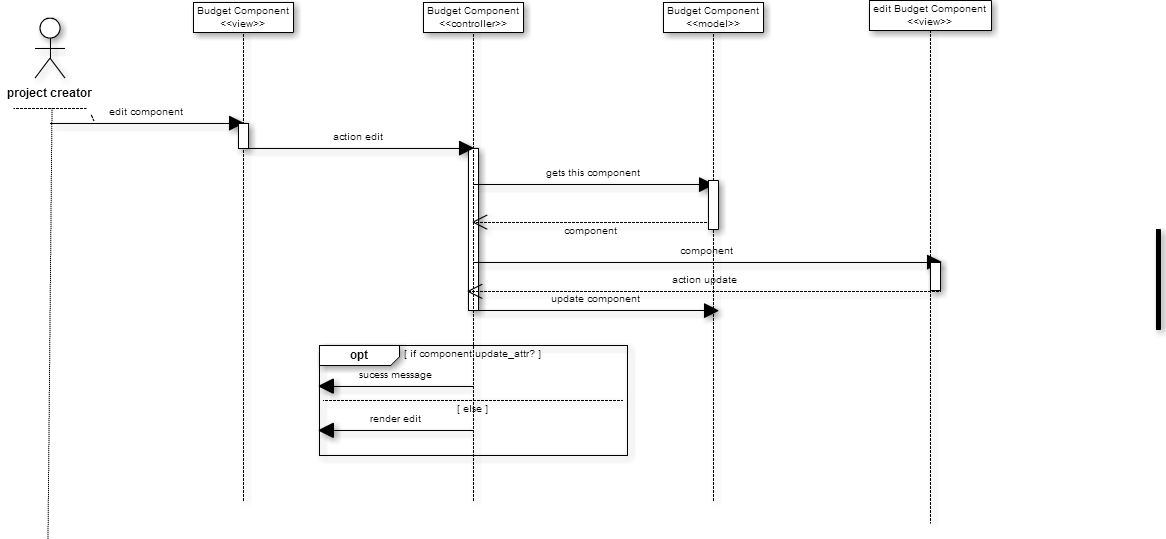 Budget Component
<<view>>
Budget Component
<<controller>>
Budget Component
<<model>>
edit Budget Component
<<view>>
project creator
edit component
action edit
gets this component
component
component
action update
update component
opt
[ if component.update_attr? ]
sucess message
[ else ]
render edit